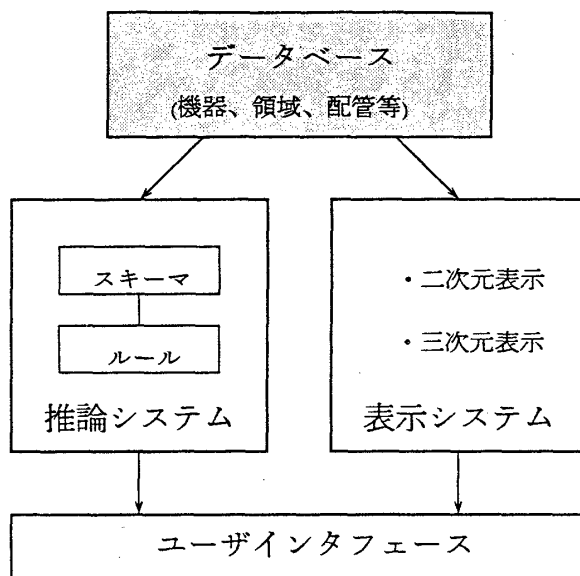 データベース
(機器、領域、配管等)
スキーマ
ルール
推論システム
・二次元表示
・三次元表示
表示システム
ユーザインタフェース